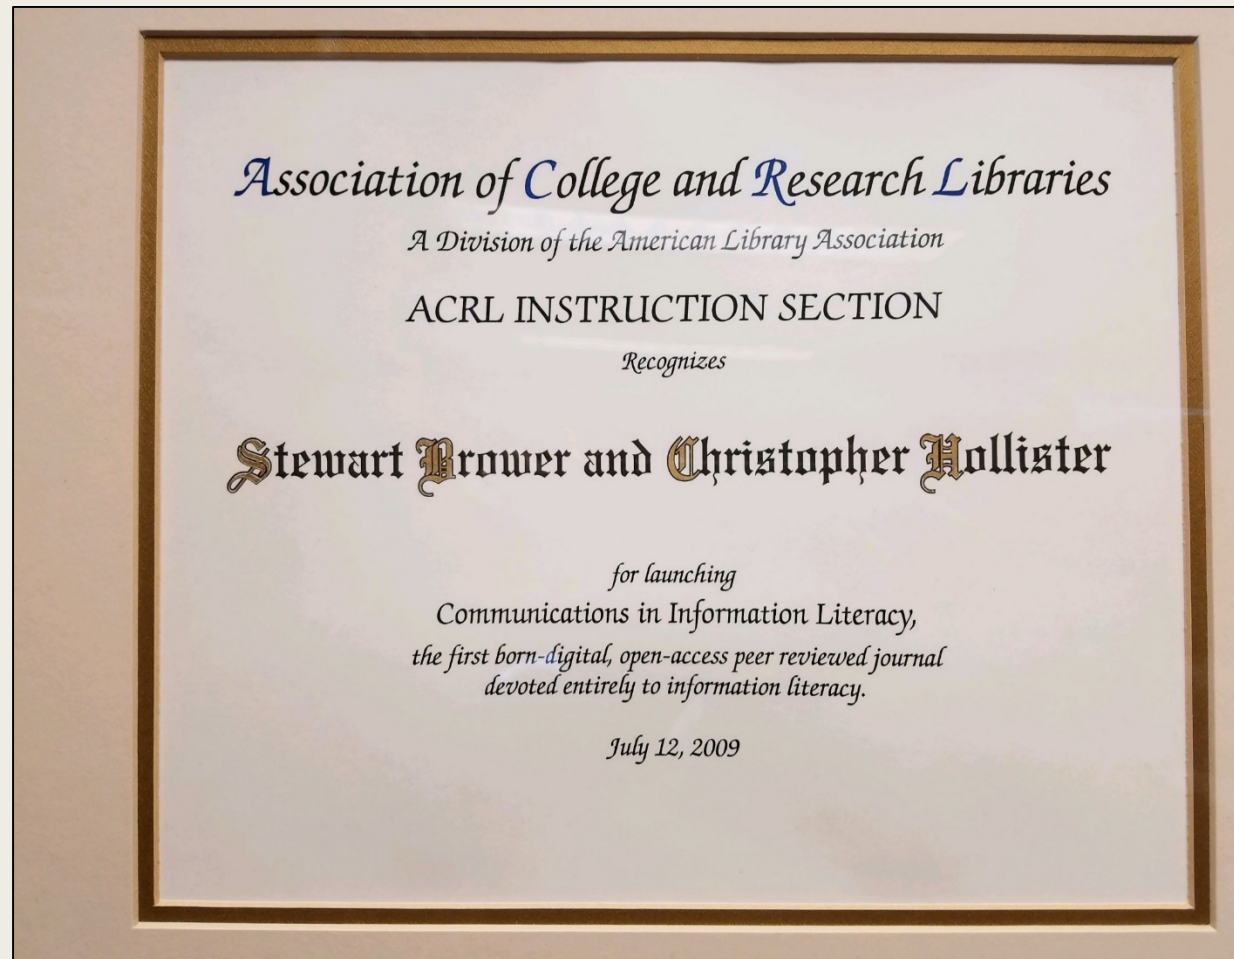 Association of College and Research Libraries
A Division of the American Library Association
ACRL INSTRUCTION SECTION
Recognizes
Stewart Brower and Christopher Hollister
for launching
Communications in Information Literacy,
the first born-digital, open-access peer reviewed journal
devoted entirely to information literacy.
July 12, 2009